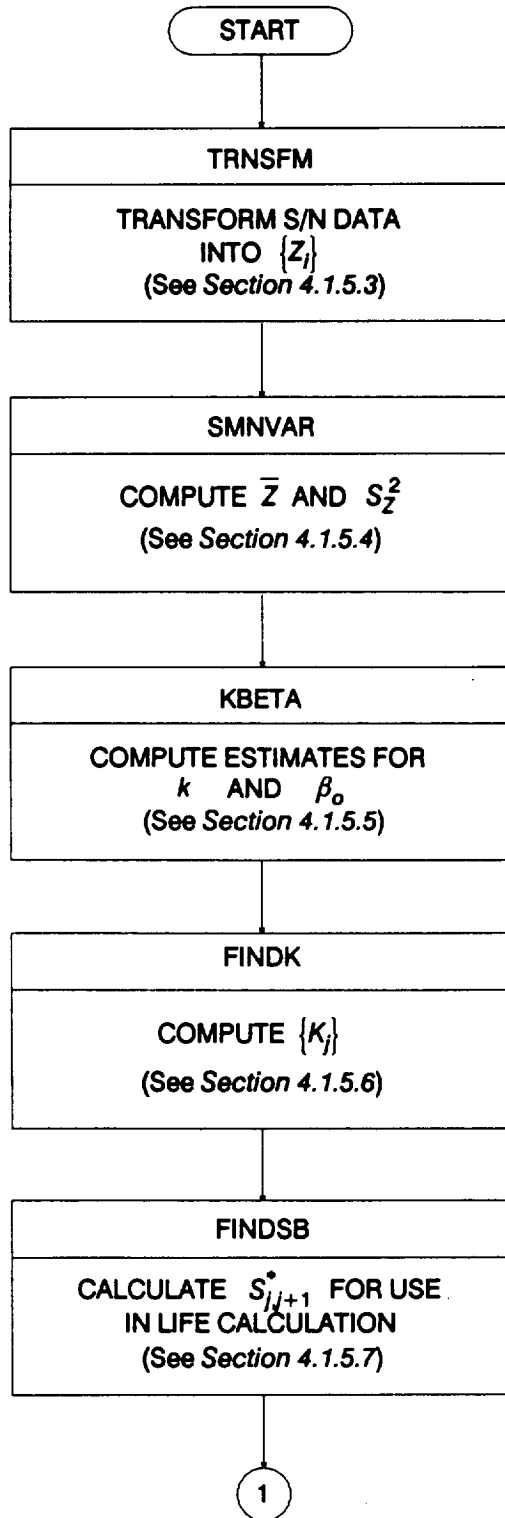 START
TRNSFM
TRANSFORM S/N DATA
INTO {Z_i}
(See Section 4.1.5.3)
SMNVAR
COMPUTE Z̅ AND S_Z^2
(See Section 4.1.5.4)
KBETA
COMPUTE ESTIMATES FOR
k AND β_o
(See Section 4.1.5.5)
FINDK
COMPUTE {K_j}
(See Section 4.1.5.6)
FINDSB
CALCULATE S^*_{j,j+1} FOR USE
IN LIFE CALCULATION
(See Section 4.1.5.7)
1